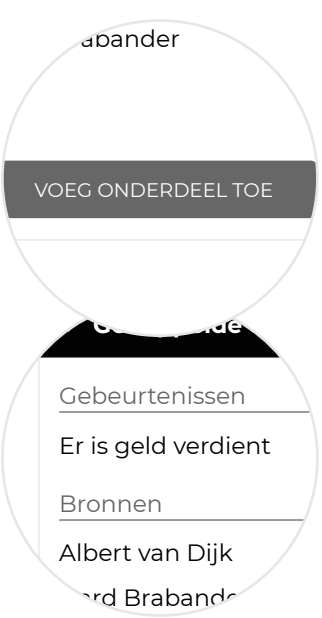 VOEG ONDERDEEL TOE
Gebeurtenissen
Er is geld verdient
Bronnen
Albert van Dijk